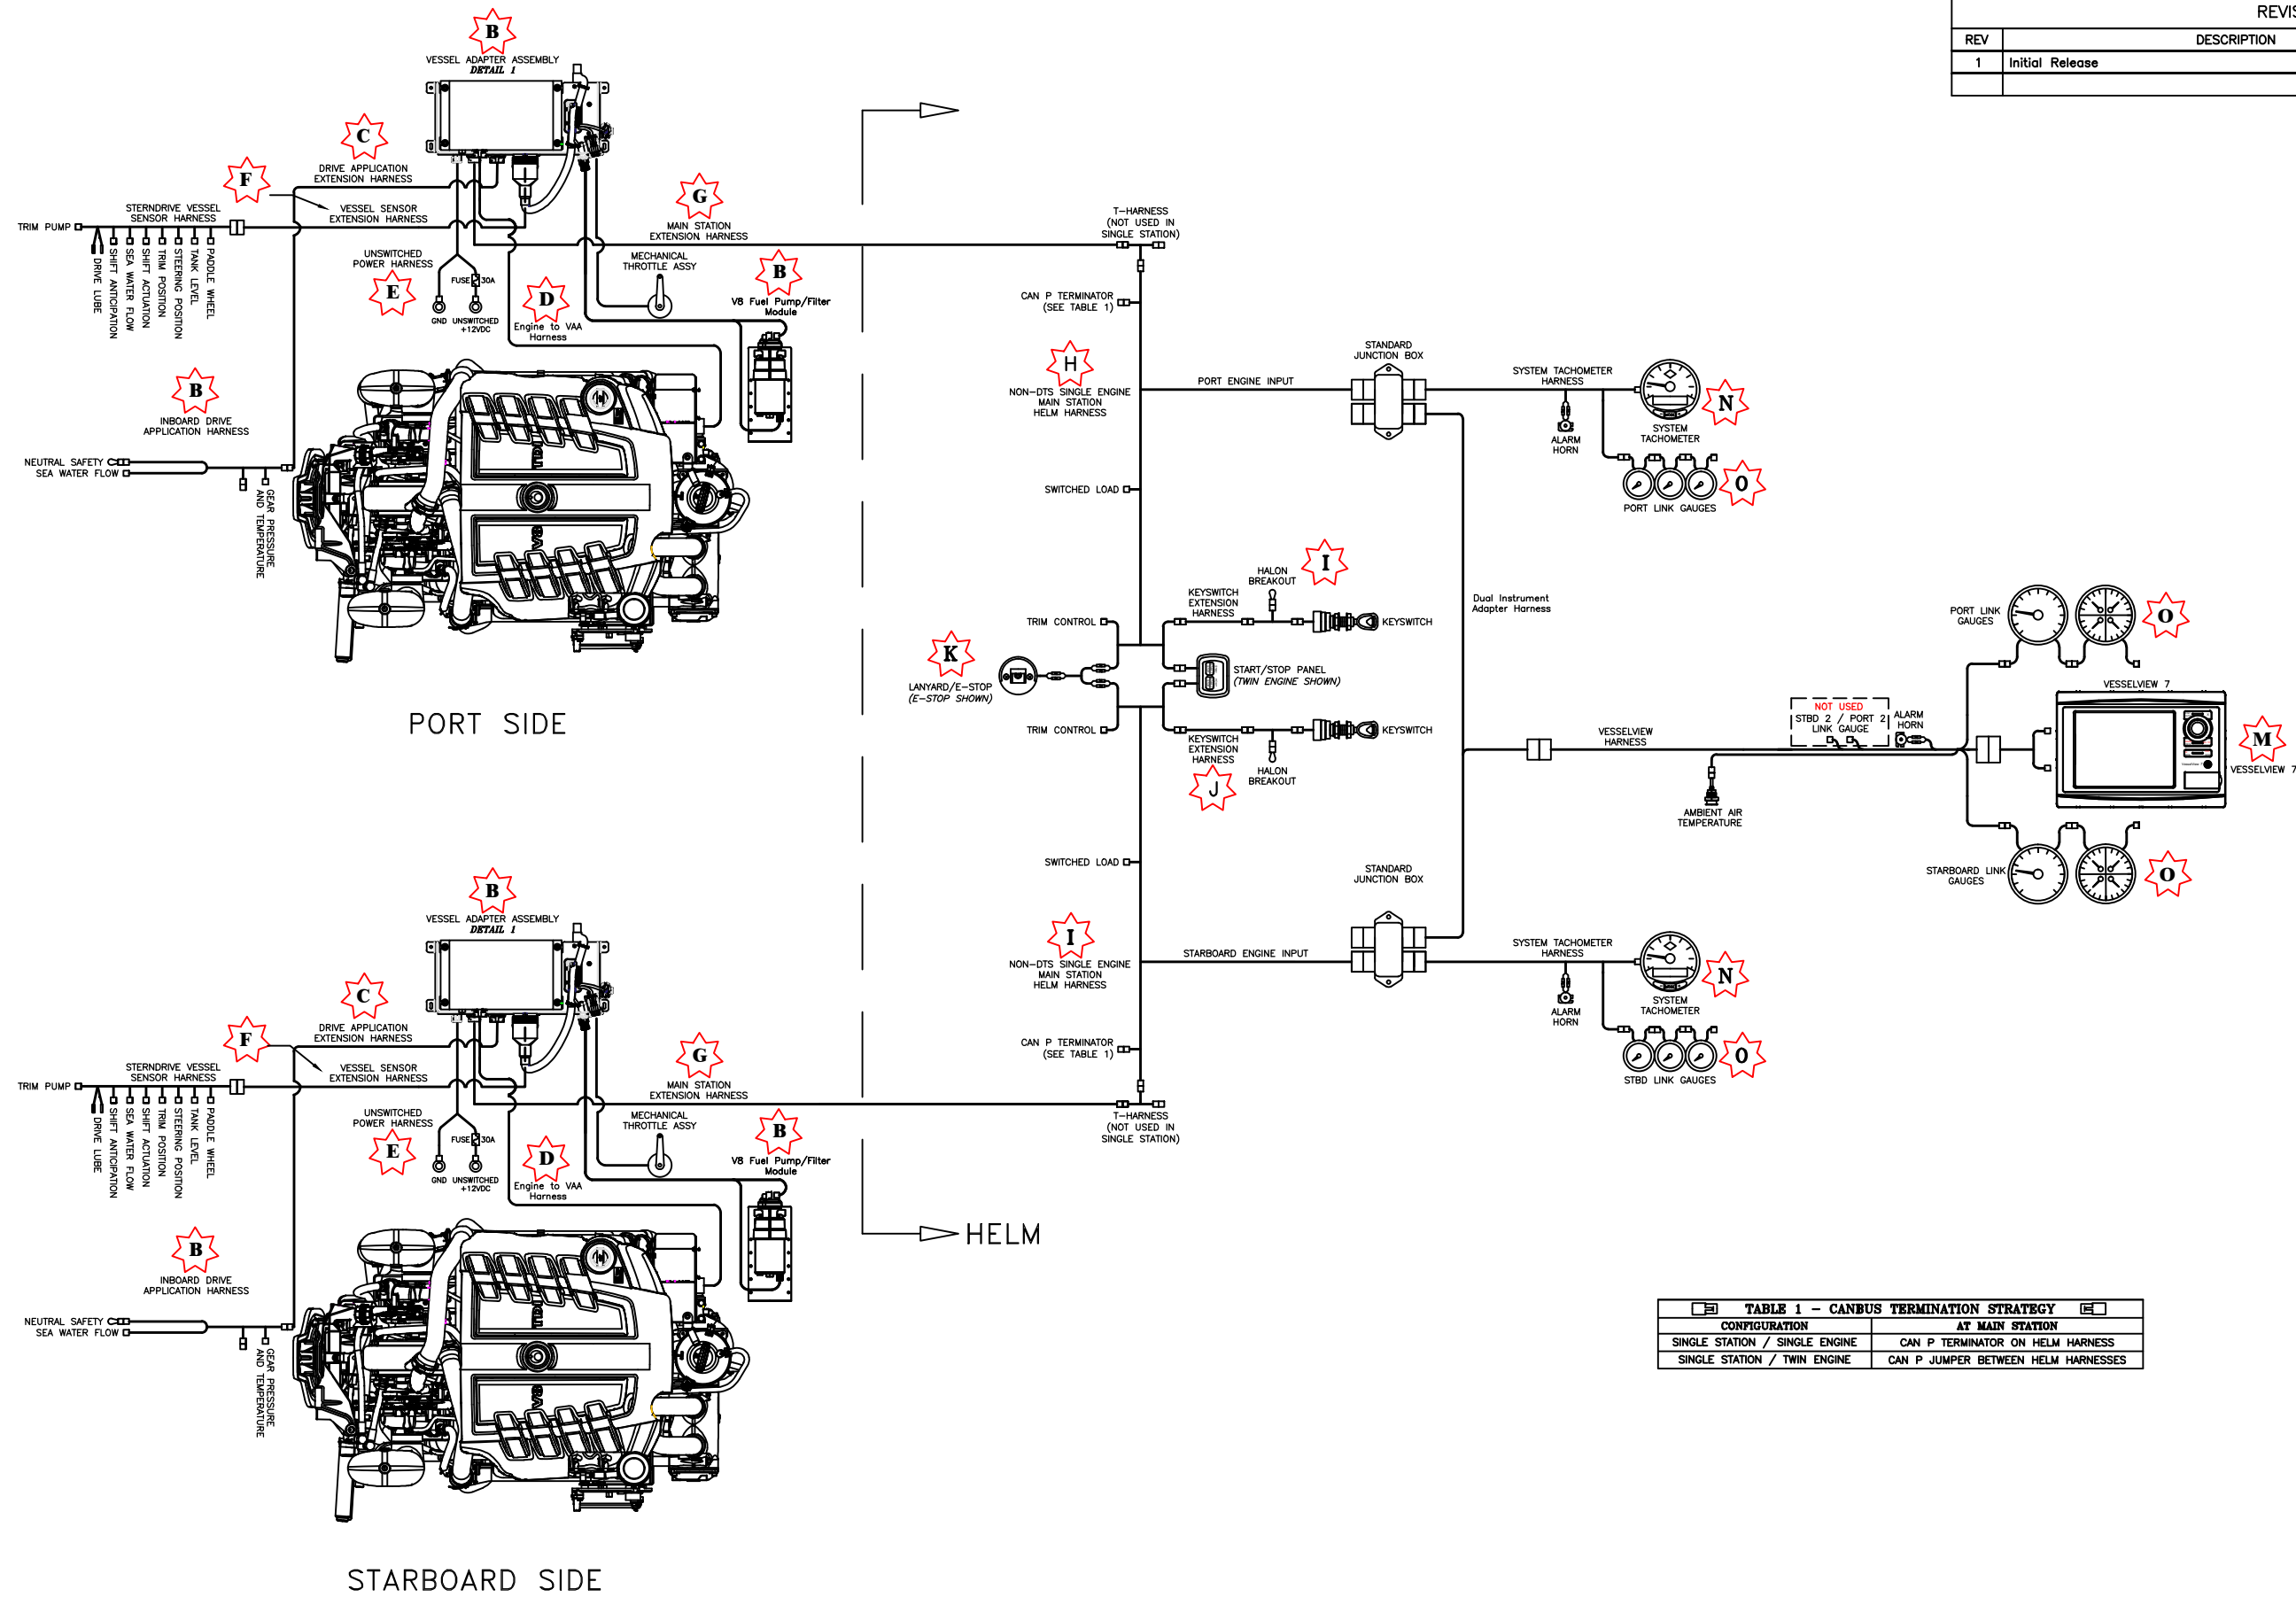 REVIS
REV
DESCRIPTION
1
Initial Release
B
VESSEL ADAPTER ASSEMBLY
DETAIL 1
C
DRIVE APPLICATION
EXTENSION HARNESS
F
VESSEL SENSOR
EXTENSION HARNESS
STERNDRIVE VESSEL
SENSOR HARNESS
TRIM PUMP
DRIVE LUBE
SHIFT ANTICIPATION
SEA WATER FLOW
SHIFT ACTUATION
TRIM POSITION
STEERING POSITION
TANK LEVEL
PADDLE WHEEL
G
MAIN STATION
EXTENSION HARNESS
UNSWITCHED
POWER HARNESS
E
FUSE
30A
GND
UNSWITCHED
+12VDC
D
Engine to VAA
Harness
MECHANICAL
THROTTLE ASSY
B
V8 Fuel Pump/Filter
Module
B
INBOARD DRIVE
APPLICATION HARNESS
NEUTRAL SAFETY
SEA WATER FLOW
GEAR PRESSURE
AND TEMPERATURE
TDI
V8
PORT SIDE
T-HARNESS
(NOT USED IN
SINGLE STATION)
CAN P TERMINATOR
(SEE TABLE 1)
H
NON-DTS SINGLE ENGINE
MAIN STATION
HELM HARNESS
PORT ENGINE INPUT
STANDARD
JUNCTION BOX
SYSTEM TACHOMETER
HARNESS
N
SYSTEM
TACHOMETER
ALARM
HORN
O
PORT LINK GAUGES
SWITCHED LOAD
HALON
BREAKOUT
I
KEYSWITCH
EXTENSION
HARNESS
TRIM CONTROL
KEYSWITCH
Dual Instrument
Adapter Harness
K
LANYARD/E-STOP
(E-STOP SHOWN)
START/STOP PANEL
(TWIN ENGINE SHOWN)
TRIM CONTROL
KEYSWITCH
KEYSWITCH
EXTENSION
HARNESS
J
HALON
BREAKOUT
PORT LINK
GAUGES
O
VESSELVIEW 7
NOT USED
STBD 2 / PORT 2
LINK GAUGE
ALARM
HORN
VESSELVIEW
HARNESS
M
VESSELVIEW 7
AMBIENT AIR
TEMPERATURE
STARBOARD LINK
GAUGES
O
SWITCHED LOAD
STANDARD
JUNCTION BOX
I
NON-DTS SINGLE ENGINE
MAIN STATION
HELM HARNESS
STARBOARD ENGINE INPUT
SYSTEM TACHOMETER
HARNESS
N
SYSTEM
TACHOMETER
ALARM
HORN
O
STBD LINK GAUGES
CAN P TERMINATOR
(SEE TABLE 1)
T-HARNESS
(NOT USED IN
SINGLE STATION)
HELM
B
VESSEL ADAPTER ASSEMBLY
DETAIL 1
C
DRIVE APPLICATION
EXTENSION HARNESS
F
VESSEL SENSOR
EXTENSION HARNESS
STERNDRIVE VESSEL
SENSOR HARNESS
TRIM PUMP
DRIVE LUBE
SHIFT ANTICIPATION
SEA WATER FLOW
SHIFT ACTUATION
TRIM POSITION
STEERING POSITION
TANK LEVEL
PADDLE WHEEL
G
MAIN STATION
EXTENSION HARNESS
UNSWITCHED
POWER HARNESS
E
FUSE
30A
GND
UNSWITCHED
+12VDC
D
Engine to VAA
Harness
MECHANICAL
THROTTLE ASSY
B
V8 Fuel Pump/Filter
Module
B
INBOARD DRIVE
APPLICATION HARNESS
NEUTRAL SAFETY
SEA WATER FLOW
GEAR PRESSURE
AND TEMPERATURE
TDI
V8
STARBOARD SIDE
TABLE 1 - CANBUS TERMINATION STRATEGY
CONFIGURATION
AT MAIN STATION
SINGLE STATION / SINGLE ENGINE
CAN P TERMINATOR ON HELM HARNESS
SINGLE STATION / TWIN ENGINE
CAN P JUMPER BETWEEN HELM HARNESSES